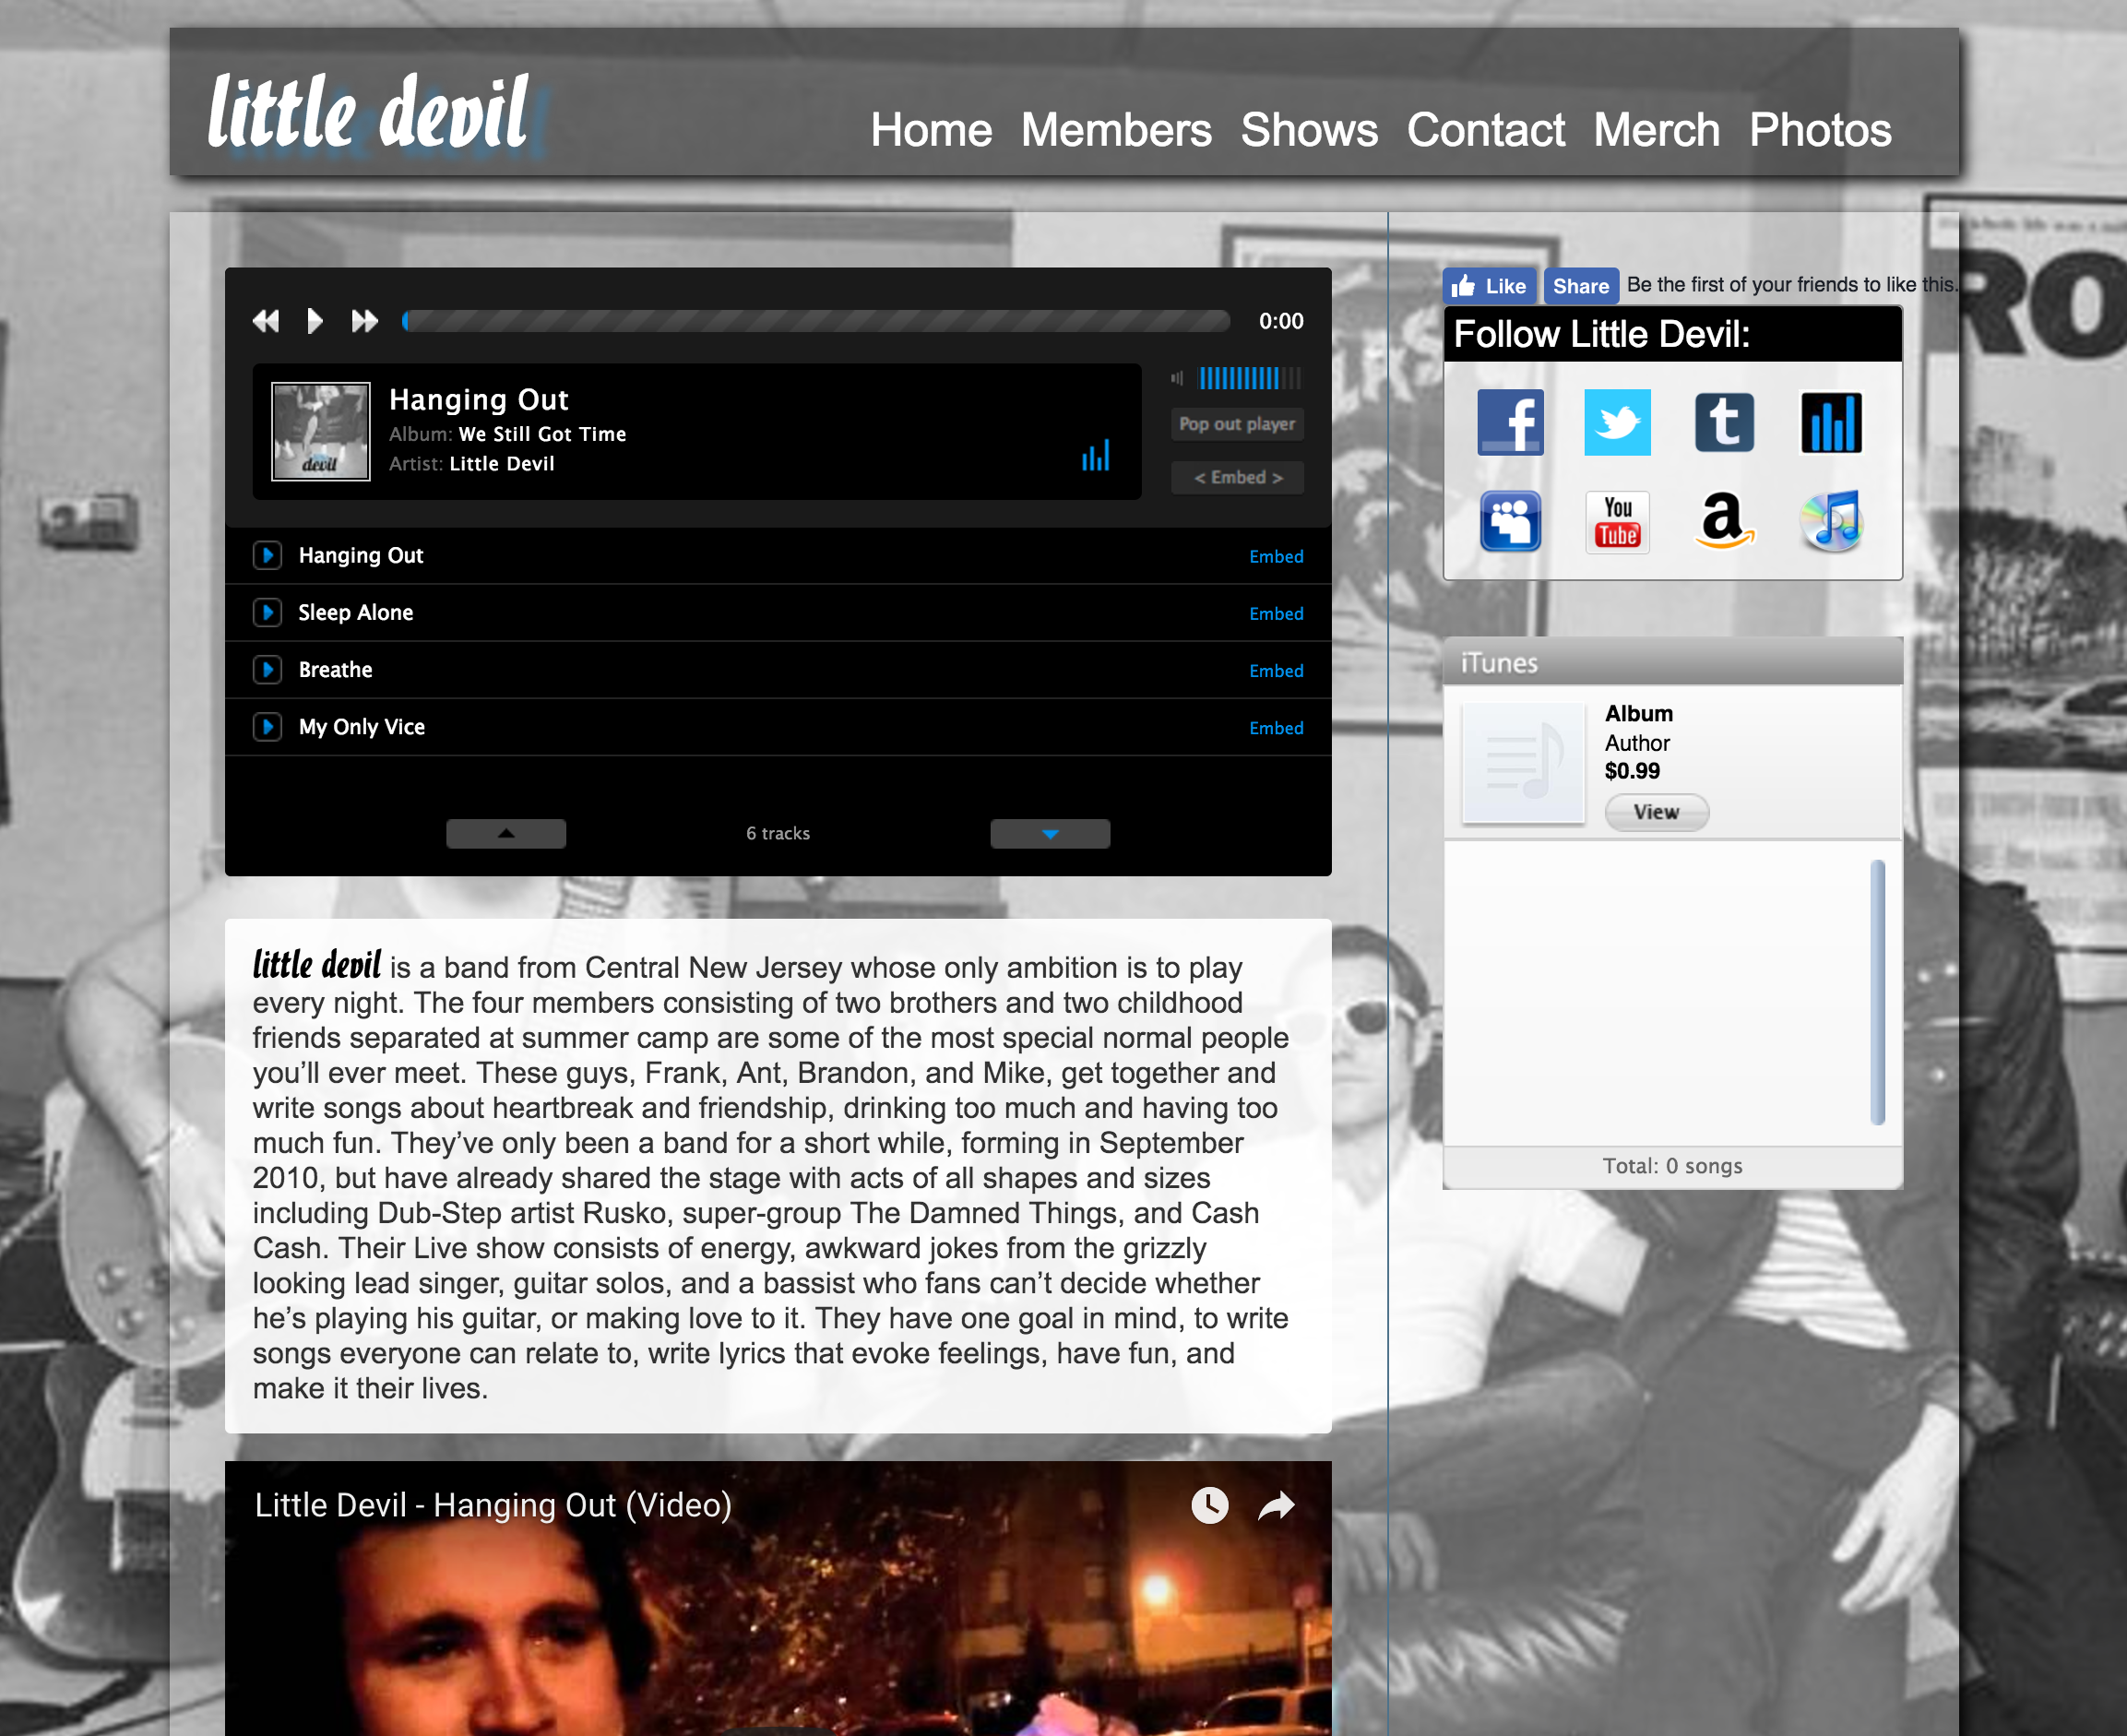 little devil
Home Members Shows Contact Merch Photos
0:00
Hanging Out
Album: We Still Got Time
Artist: Little Devil
devil
Pop out player
< Embed >
Hanging Out Embed
Sleep Alone Embed
Breathe Embed
My Only Vice Embed
6 tracks
little devil is a band from Central New Jersey whose only ambition is to play
every night. The four members consisting of two brothers and two childhood
friends separated at summer camp are some of the most special normal people
you’ll ever meet. These guys, Frank, Ant, Brandon, and Mike, get together and
write songs about heartbreak and friendship, drinking too much and having too
much fun. They’ve only been a band for a short while, forming in September
2010, but have already shared the stage with acts of all shapes and sizes
including Dub-Step artist Rusko, super-group The Damned Things, and Cash
Cash. Their Live show consists of energy, awkward jokes from the grizzly
looking lead singer, guitar solos, and a bassist who fans can’t decide whether
he’s playing his guitar, or making love to it. They have one goal in mind, to write
songs everyone can relate to, write lyrics that evoke feelings, have fun, and
make it their lives.
Little Devil - Hanging Out (Video)
Like Share Be the first of your friends to like this.
Follow Little Devil:
f
t
You
Tube
a
iTunes
Album
Author
$0.99
View
Total: 0 songs
RO